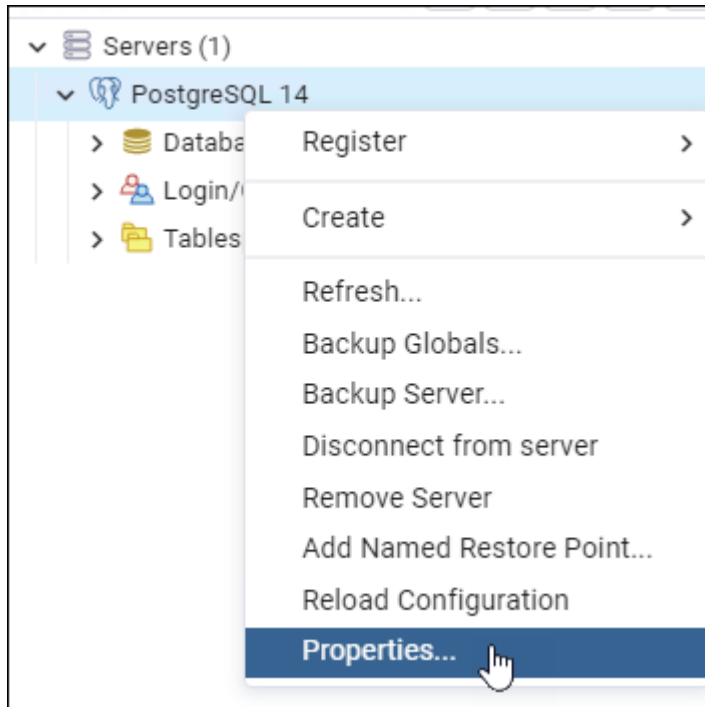 Servers (1)
PostgreSQL 14
Databa
Login/
Tables
Register
Create
Refresh...
Backup Globals...
Backup Server...
Disconnect from server
Remove Server
Add Named Restore Point...
Reload Configuration
Properties...